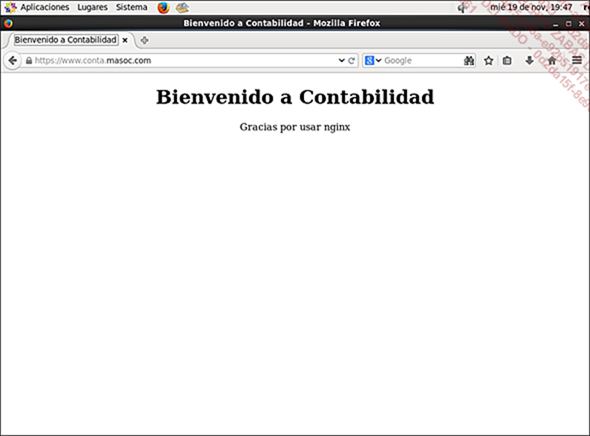 Aplicaciones Lugares Sistema mié 19 de nov, 19:47
Bienvenido a Contabilidad - Mozilla Firefox
Bienvenido a Contabilidad
https://www.conta.masoc.com Google
Bienvenido a Contabilidad
Gracias por usar nginx